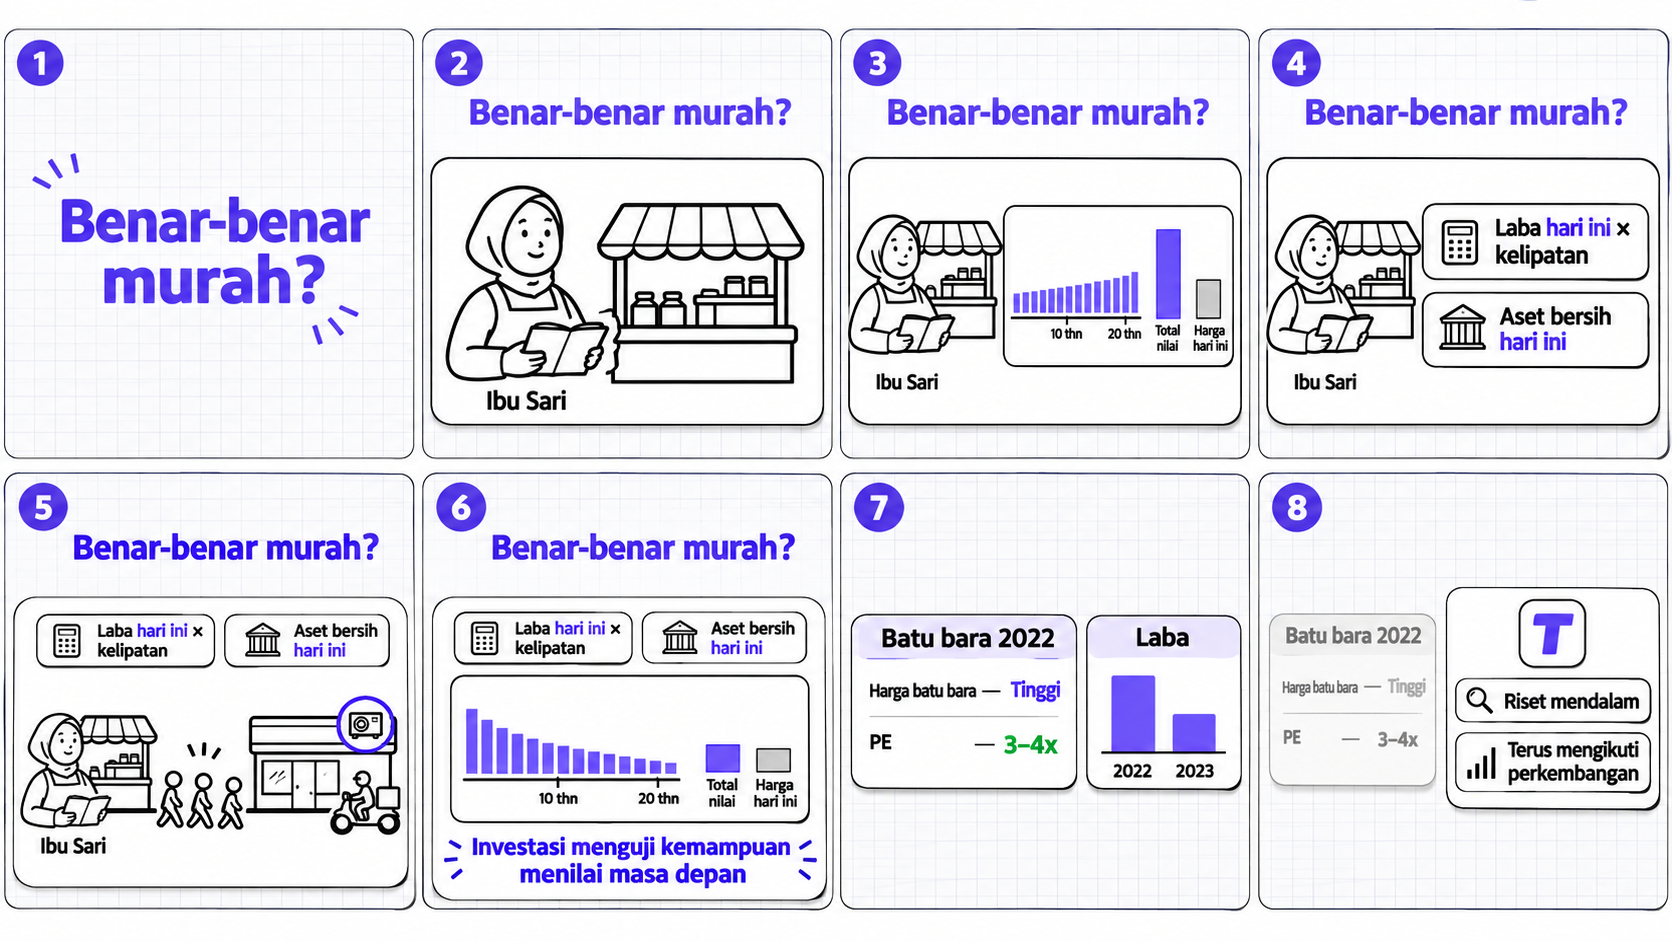 1
Benar-benar
murah?
2
Benar-benar murah?
Ibu Sari
3
Benar-benar murah?
10 thn
20 thn
Total
nilai
Harga
hari ini
Ibu Sari
4
Benar-benar murah?
Laba hari ini ×
kelipatan
Aset bersih
hari ini
Ibu Sari
5
Benar-benar murah?
Laba hari ini ×
kelipatan
Aset bersih
hari ini
Ibu Sari
6
Benar-benar murah?
Laba hari ini ×
kelipatan
Aset bersih
hari ini
10 thn
20 thn
Total
nilai
Harga
hari ini
Investasi menguji kemampuan
menilai masa depan
7
Batu bara 2022
Harga batu bara — Tinggi
PE — 3–4x
Laba
2022
2023
8
Batu bara 2022
Harga batu bara — Tinggi
PE — 3–4x
T
Riset mendalam
Terus mengikuti
perkembangan